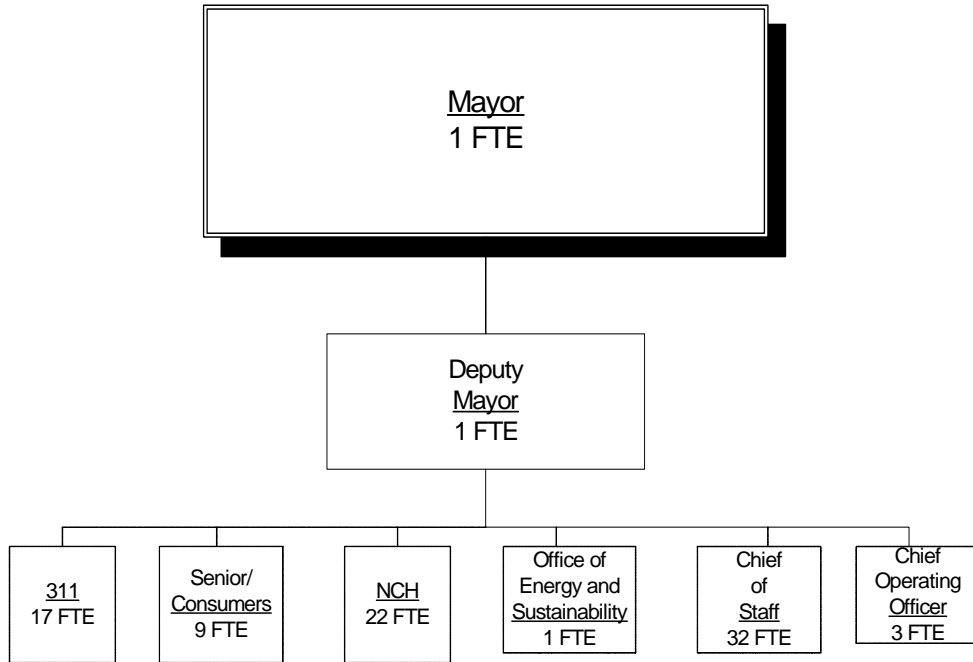 Mayor
1 FTE
Deputy
Mayor
1 FTE
311
17 FTE
Senior/
Consumers
9 FTE
NCH
22 FTE
Office of
Energy and
Sustainability
1 FTE
Chief
of
Staff
32 FTE
Chief
Operating
Officer
3 FTE